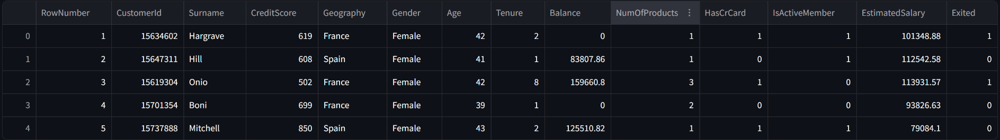 RowNumber CustomerId Surname CreditScore Geography Gender Age Tenure Balance NumOfProducts HasCrCard IsActiveMember EstimatedSalary Exited
0 1 15634602 Hargrave 619 France Female 42 2 0 1 1 1 101348.88 1
1 2 15647311 Hill 608 Spain Female 41 1 83807.86 1 0 1 112542.58 0
2 3 15619304 Onio 502 France Female 42 8 159660.8 3 1 0 113931.57 1
3 4 15701354 Boni 699 France Female 39 1 0 2 0 0 93826.63 0
4 5 15737888 Mitchell 850 Spain Female 43 2 125510.82 1 1 1 79084.1 0